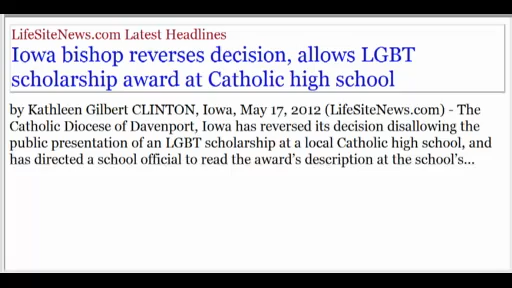 LifeSiteNews.com Latest Headlines
Iowa bishop reverses decision, allows LGBT
scholarship award at Catholic high school
by Kathleen Gilbert CLINTON, Iowa, May 17, 2012 (LifeSiteNews.com) - The
Catholic Diocese of Davenport, Iowa has reversed its decision disallowing the
public presentation of an LGBT scholarship at a local Catholic high school, and
has directed a school official to read the award's description at the school's...